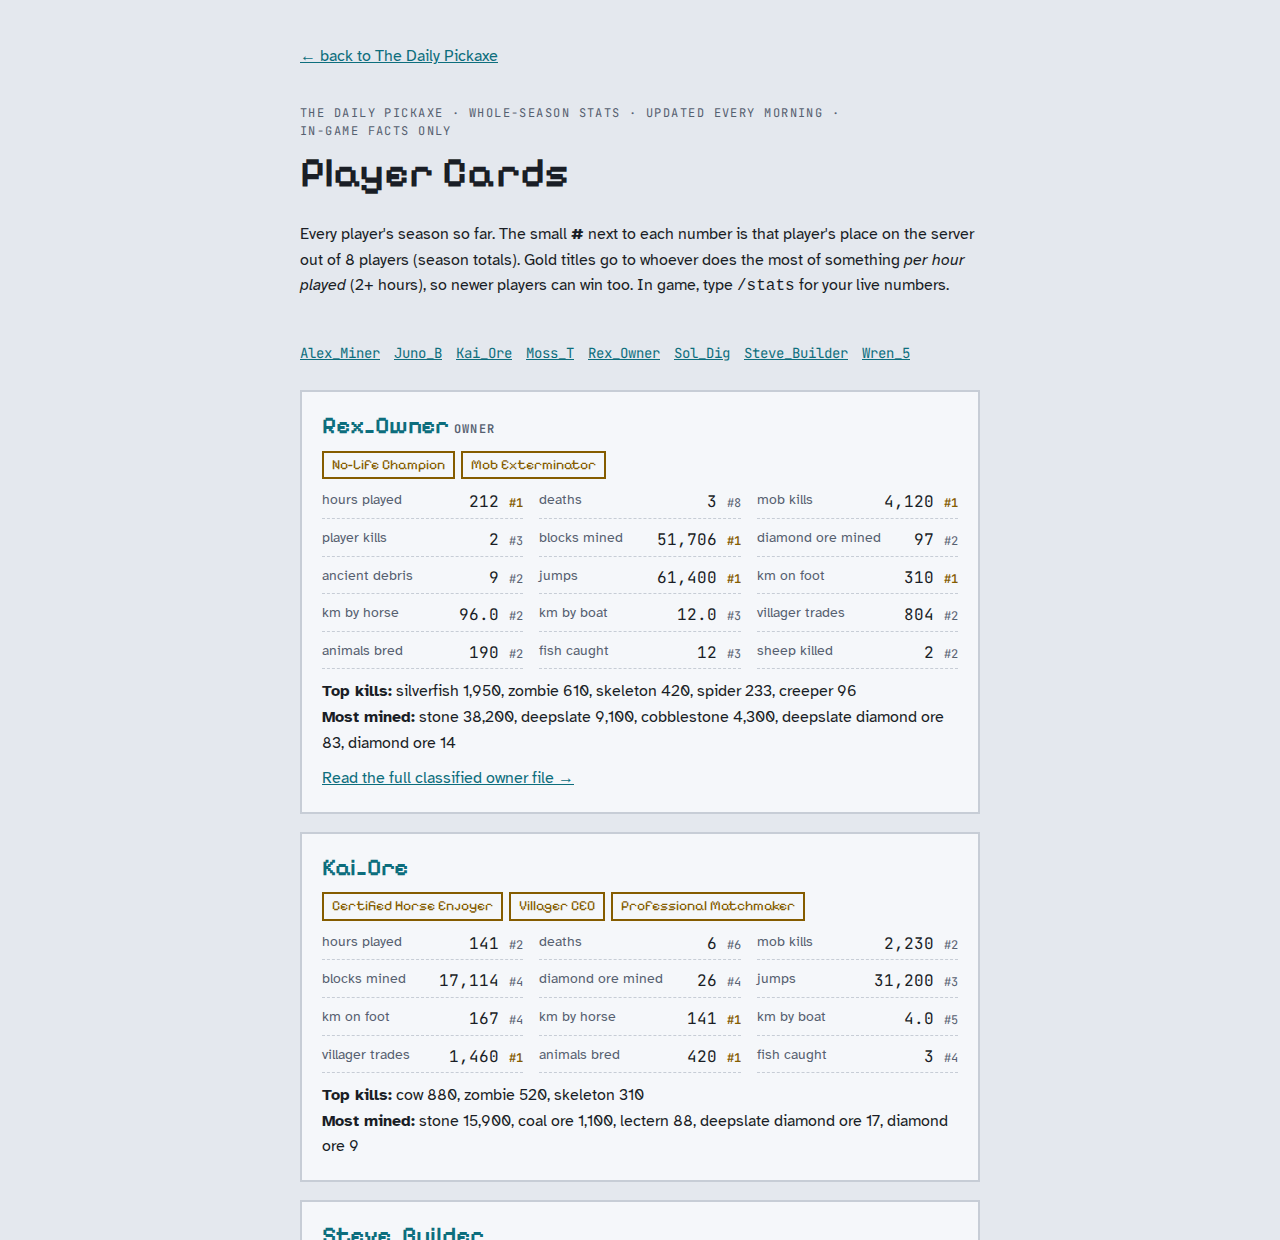 ← back to The Daily Pickaxe
THE DAILY PICKAXE · WHOLE-SEASON STATS · UPDATED EVERY MORNING ·
IN-GAME FACTS ONLY
Player Cards
Every player's season so far. The small # next to each number is that player's place on the server
out of 8 players (season totals). Gold titles go to whoever does the most of something per hour
played (2+ hours), so newer players can win too. In game, type /stats for your live numbers.
Alex_Miner Juno_B Kai_Ore Moss_T Rex_Owner Sol_Dig Steve_Builder Wren_5
Rex_Owner OWNER
No-Life Champion Mob Exterminator
hours played 212 #1 deaths 3 #8 mob kills 4,120 #1
player kills 2 #3 blocks mined 51,706 #1 diamond ore mined 97 #2
ancient debris 9 #2 jumps 61,400 #1 km on foot 310 #1
km by horse 96.0 #2 km by boat 12.0 #3 villager trades 804 #2
animals bred 190 #2 fish caught 12 #3 sheep killed 2 #2
Top kills: silverfish 1,950, zombie 610, skeleton 420, spider 233, creeper 96
Most mined: stone 38,200, deepslate 9,100, cobblestone 4,300, deepslate diamond ore
83, diamond ore 14
Read the full classified owner file →
Kai_Ore
Certified Horse Enjoyer Villager CEO Professional Matchmaker
hours played 141 #2 deaths 6 #6 mob kills 2,230 #2
blocks mined 17,114 #4 diamond ore mined 26 #4 jumps 31,200 #3
km on foot 167 #4 km by horse 141 #1 km by boat 4.0 #5
villager trades 1,460 #1 animals bred 420 #1 fish caught 3 #4
Top kills: cow 880, zombie 520, skeleton 310
Most mined: stone 15,900, coal ore 1,100, lectern 88, deepslate diamond ore 17, diamond
ore 9
Steve_Builder